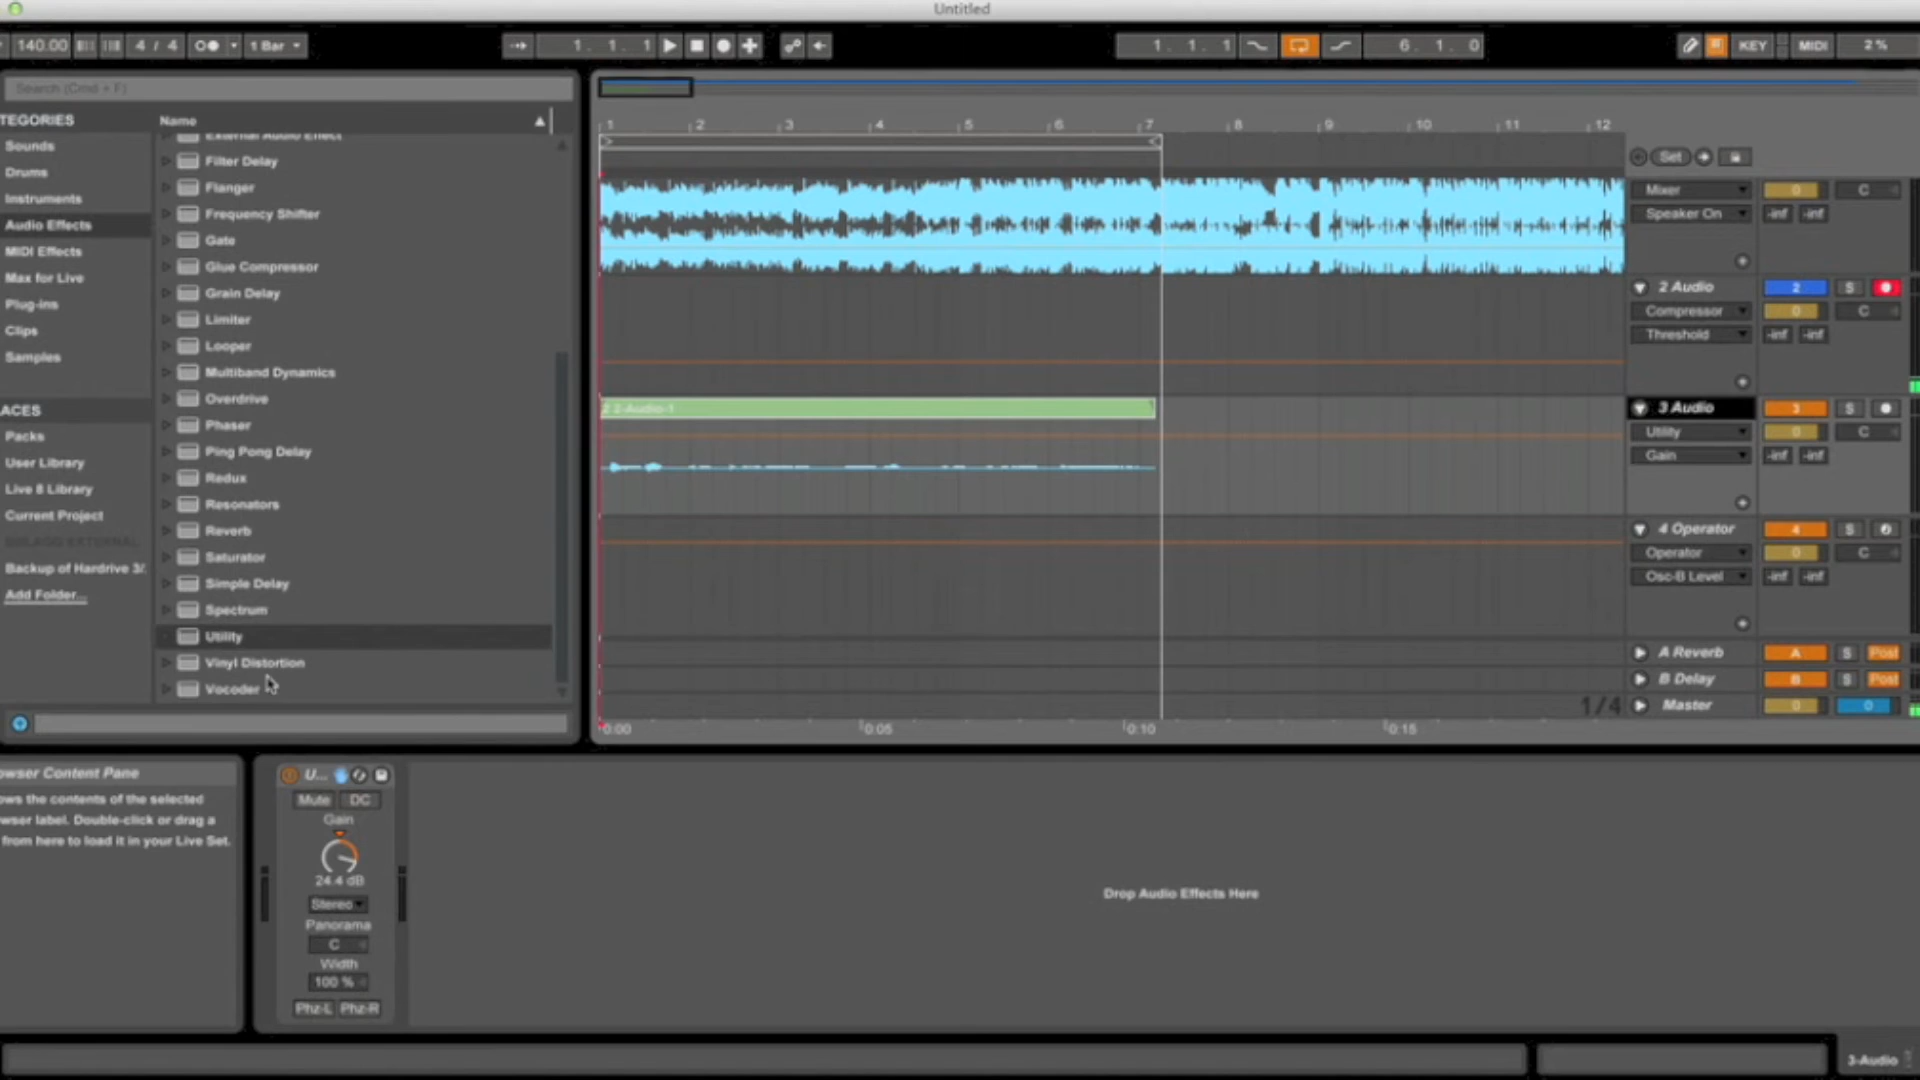 Untitled
140.00 4 / 4 1 Bar 1. 1. 1 1. 1. 1 6. 1. 0 KEY MIDI 2 %
Search (Cmd + F)
TEGORIES
Sounds
Drums
Instruments
Audio Effects
MIDI Effects
Max for Live
Plug-ins
Clips
Samples
ACES
Packs
User Library
Live 8 Library
Current Project
Backup of Hardrive 3/
Add Folder...
Name
External Audio Effect
Filter Delay
Flanger
Frequency Shifter
Gate
Glue Compressor
Grain Delay
Limiter
Looper
Multiband Dynamics
Overdrive
Phaser
Ping Pong Delay
Redux
Resonators
Reverb
Saturator
Simple Delay
Spectrum
Utility
Vinyl Distortion
Vocoder
1 2 3 4 5 6 7 8 9 10 11 12
2 2-Audio-1
1/4
0:00 0:05 0:10 0:15
Set
Mixer 0 C
Speaker On -inf -inf
2 Audio 2 S
Compressor 0 C
Threshold -inf -inf
3 Audio 3 S
Utility 0 C
Gain -inf -inf
4 Operator 4 S
Operator 0 C
Osc-B Level -inf -inf
A Reverb A S Post
B Delay B S Post
Master 0 0
owser Content Pane
ows the contents of the selected
wser label. Double-click or drag a
from here to load it in your Live Set.
U...
Mute DC
Gain
24.4 dB
Stereo
Panorama
C
Width
100 %
Phz-L Phz-R
Drop Audio Effects Here
3-Audio